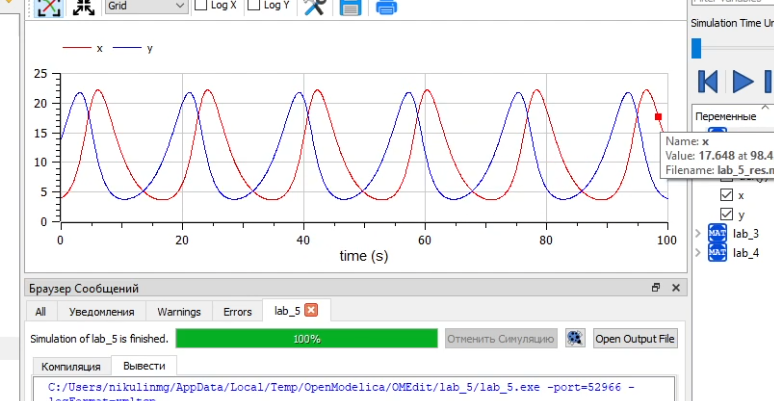 Grid
Log X
Log Y
Simulation Time Un
x
y
25
20
15
10
5
0
0
20
40
60
80
100
time (s)
Переменные
Name: x
Value: 17.648 at 98.4
Filename: lab_5_res.m
x
y
lab_3
lab_4
Браузер Сообщений
All
Уведомления
Warnings
Errors
lab_5
Simulation of lab_5 is finished.
100%
Отменить Симуляцию
Open Output File
Компиляция
Вывести
C:/Users/nikulinmg/AppData/Local/Temp/OpenModelica/OMEdit/lab_5/lab_5.exe -port=52966 -